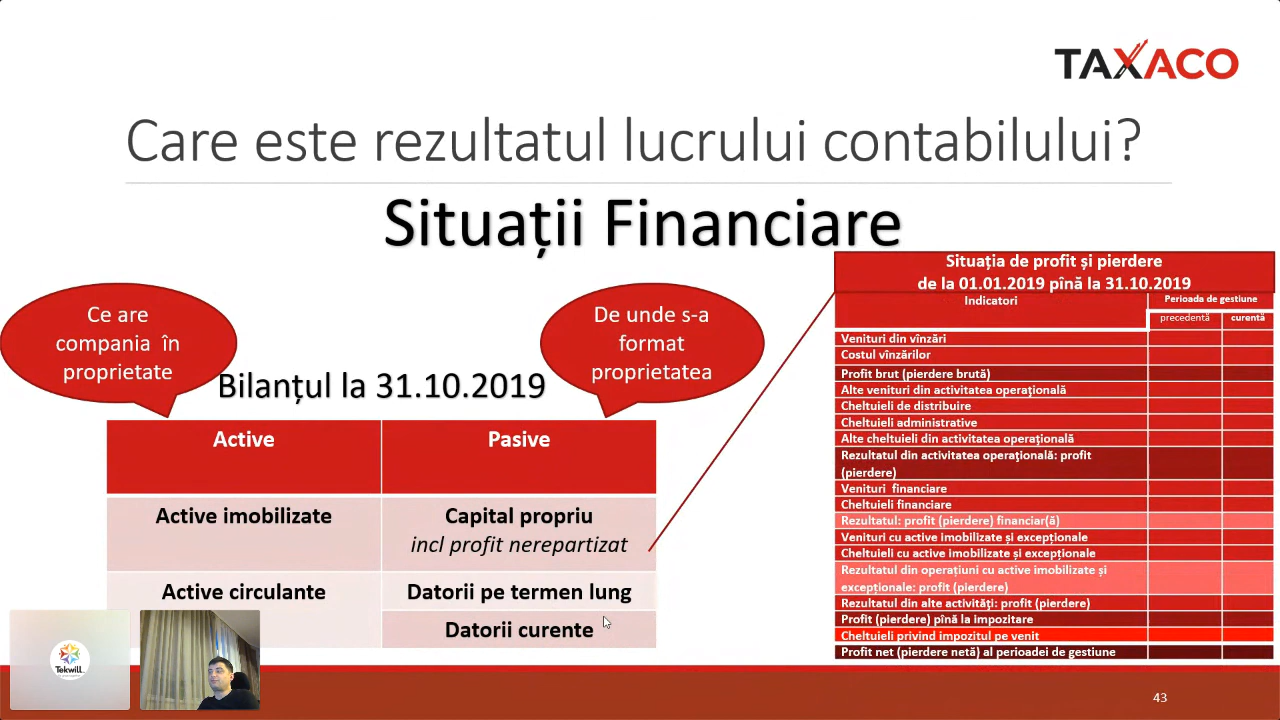 TAXACO
Care este rezultatul lucrului contabilului?
Situații Financiare
Ce are
compania în
proprietate
De unde s-a
format
proprietatea
Bilanțul la 31.10.2019
Active
Pasive
Active imobilizate
Capital propriu
incl profit nerepartizat
Active circulante
Datorii pe termen lung
Datorii curente
Situația de profit și pierdere
de la 01.01.2019 pînă la 31.10.2019
Indicatori
Perioada de gestiune
precedentă
curentă
Venituri din vînzări
Costul vînzărilor
Profit brut (pierdere brută)
Alte venituri din activitatea operațională
Cheltuieli de distribuire
Cheltuieli administrative
Alte cheltuieli din activitatea operațională
Rezultatul din activitatea operațională: profit
(pierdere)
Venituri financiare
Cheltuieli financiare
Rezultatul: profit (pierdere) financiar(ă)
Venituri cu active imobilizate și excepționale
Cheltuieli cu active imobilizate și excepționale
Rezultatul din operațiuni cu active imobilizate și
excepționale: profit (pierdere)
Rezultatul din alte activități: profit (pierdere)
Profit (pierdere) pînă la impozitare
Cheltuieli privind impozitul pe venit
Profit net (pierdere netă) al perioadei de gestiune
Tekwill
43